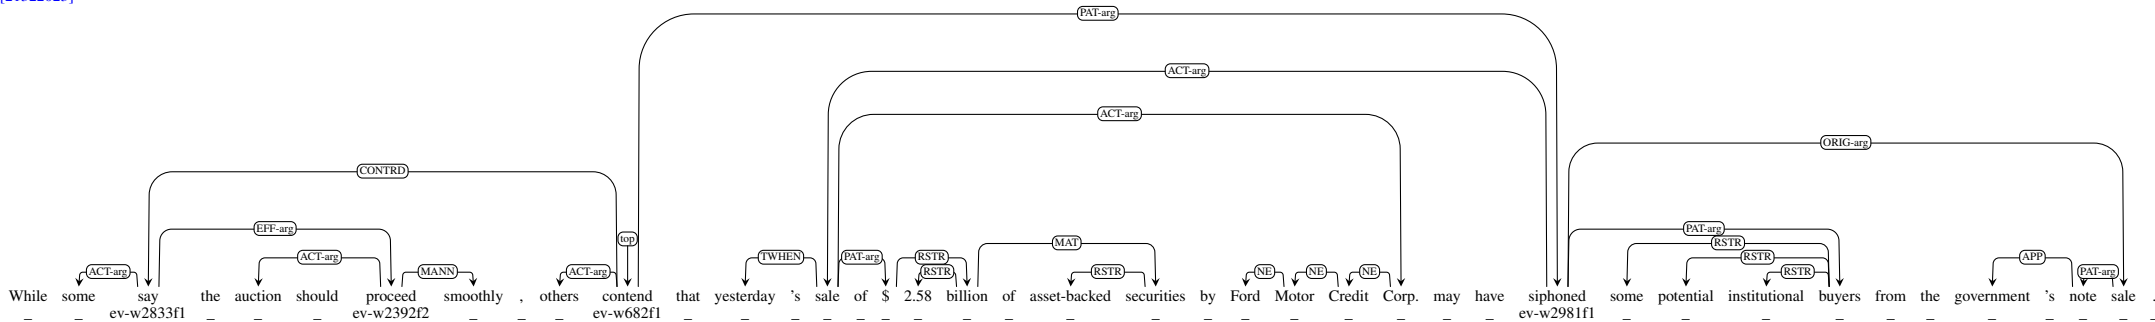 PAT-arg
ACT-arg
ACT-arg
ORIG-arg
CONTRD
EFF-arg PAT-arg
top RSTR MAT RSTR
ACT-arg TWHEN PAT-arg RSTR RSTR APP
ACT-arg MANN ACT-arg RSTR RSTR NE NE NE RSTR PAT-arg
While some say the auction should proceed smoothly , others contend that yesterday 's sale of $ 2.58 billion of asset-backed securities by Ford Motor Credit Corp. may have siphoned some potential institutional buyers from the government 's note sale .
_ _ ev-w2833f1 _ _ _ ev-w2392f2 _ _ _ ev-w682f1 _ _ _ _ _ _ _ _ _ _ _ _ _ _ _ _ _ _ ev-w2981f1 _ _ _ _ _ _ _ _ _ _ _